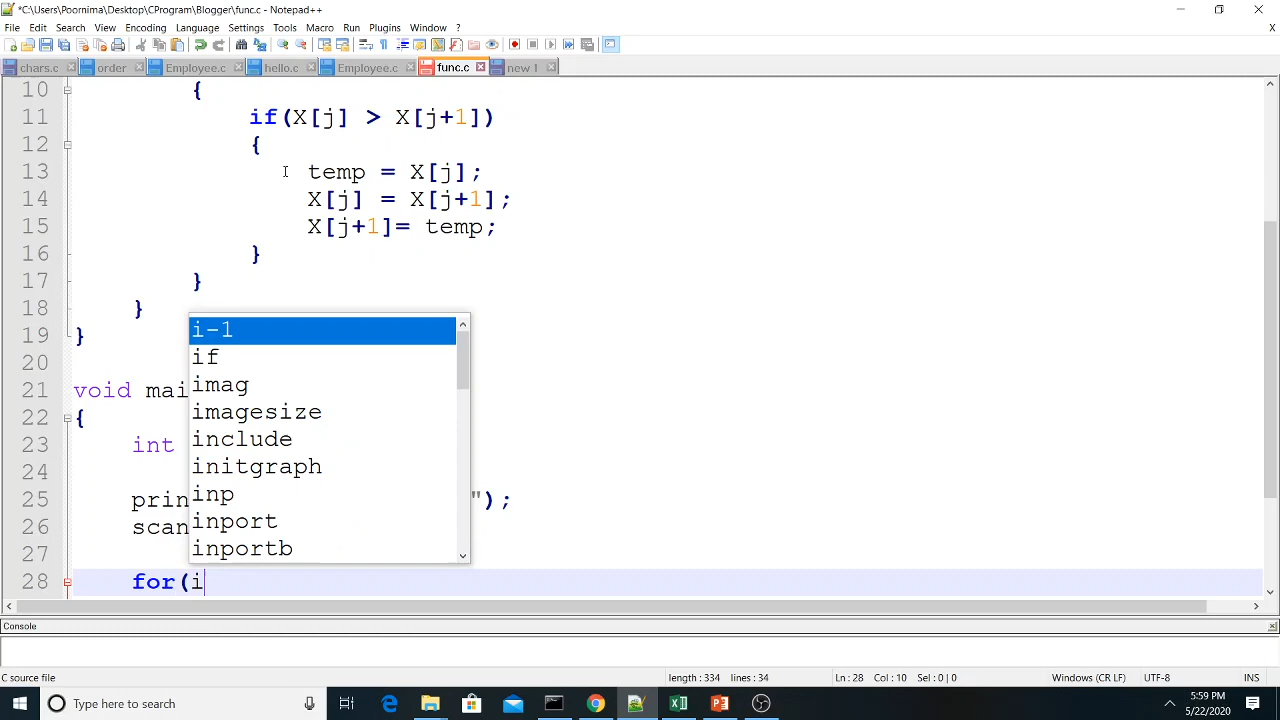 *C:\Users\Poornima\Desktop\CProgram\Blogger\func.c - Notepad++
File Edit Search View Encoding Language Settings Tools Macro Run Plugins Window ?
X
chars.c order Employee.c hello.c Employee.c func.c new 1
10 {
11 if(X[j] > X[j+1])
12 {
13 temp = X[j];
14 X[j] = X[j+1];
15 X[j+1]= temp;
16 }
17 }
18 }
19 }
20
21 void mai
22 {
23 int
24
25 prin ");
26 scan
27
28 for(i
i-1
if
imag
imagesize
include
initgraph
inp
inport
inportb
Console
C source file length : 334 lines : 34 Ln : 28 Col : 10 Sel : 0 | 0 Windows (CR LF) UTF-8 INS
Type here to search
5:59 PM
5/22/2020